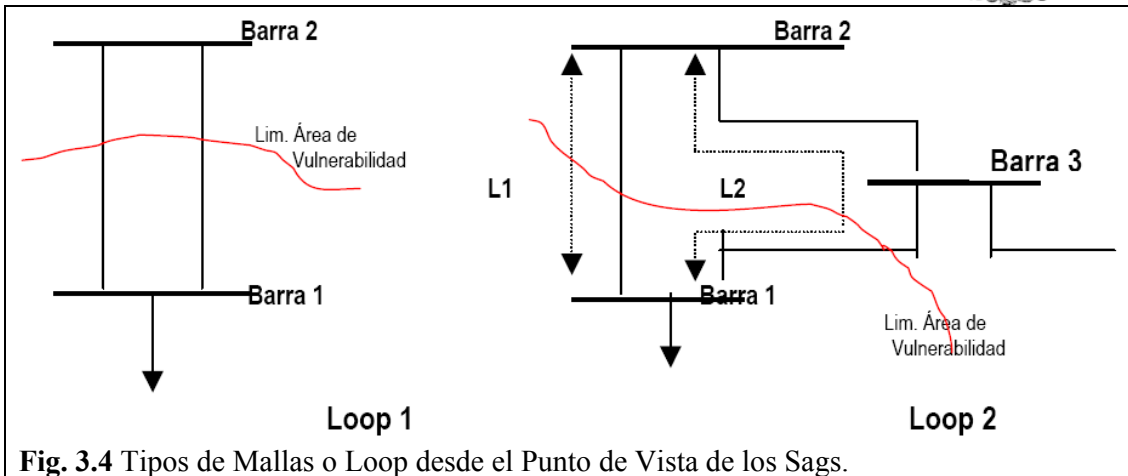 Barra 2
Lim. Área de
Vulnerabilidad
Barra 1
Loop 1
Barra 2
Barra 3
L1
L2
Barra 1
Lim. Área de
Vulnerabilidad
Loop 2
Fig. 3.4 Tipos de Mallas o Loop desde el Punto de Vista de los Sags.